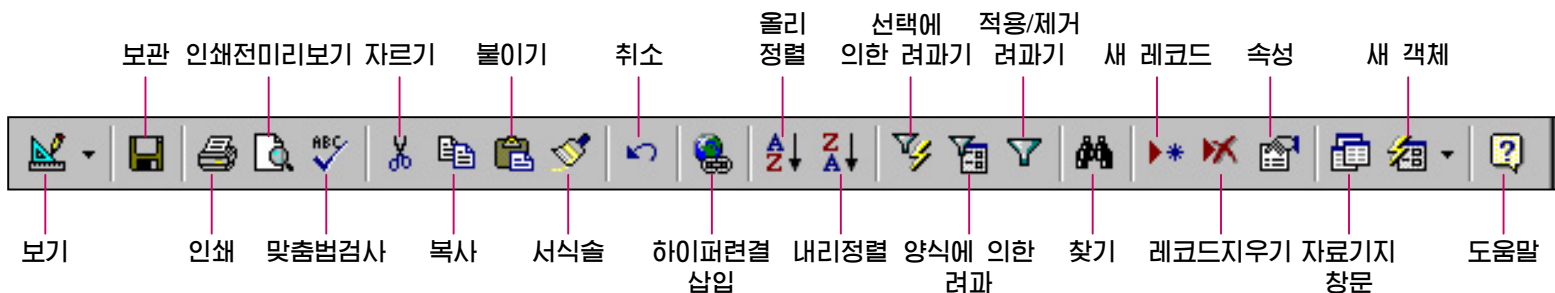 올리 선택에 적용/제거
보관 인쇄전미리보기 자르기 붙이기 취소 정렬 의한 려과기 려과기 새 레코드 속성 새 객체
보기 인쇄 맞춤법검사 복사 서식솔 하이퍼련결 내리정렬 양식에 의한 찾기 레코드지우기 자료기지 도움말
삽입 려과 창문